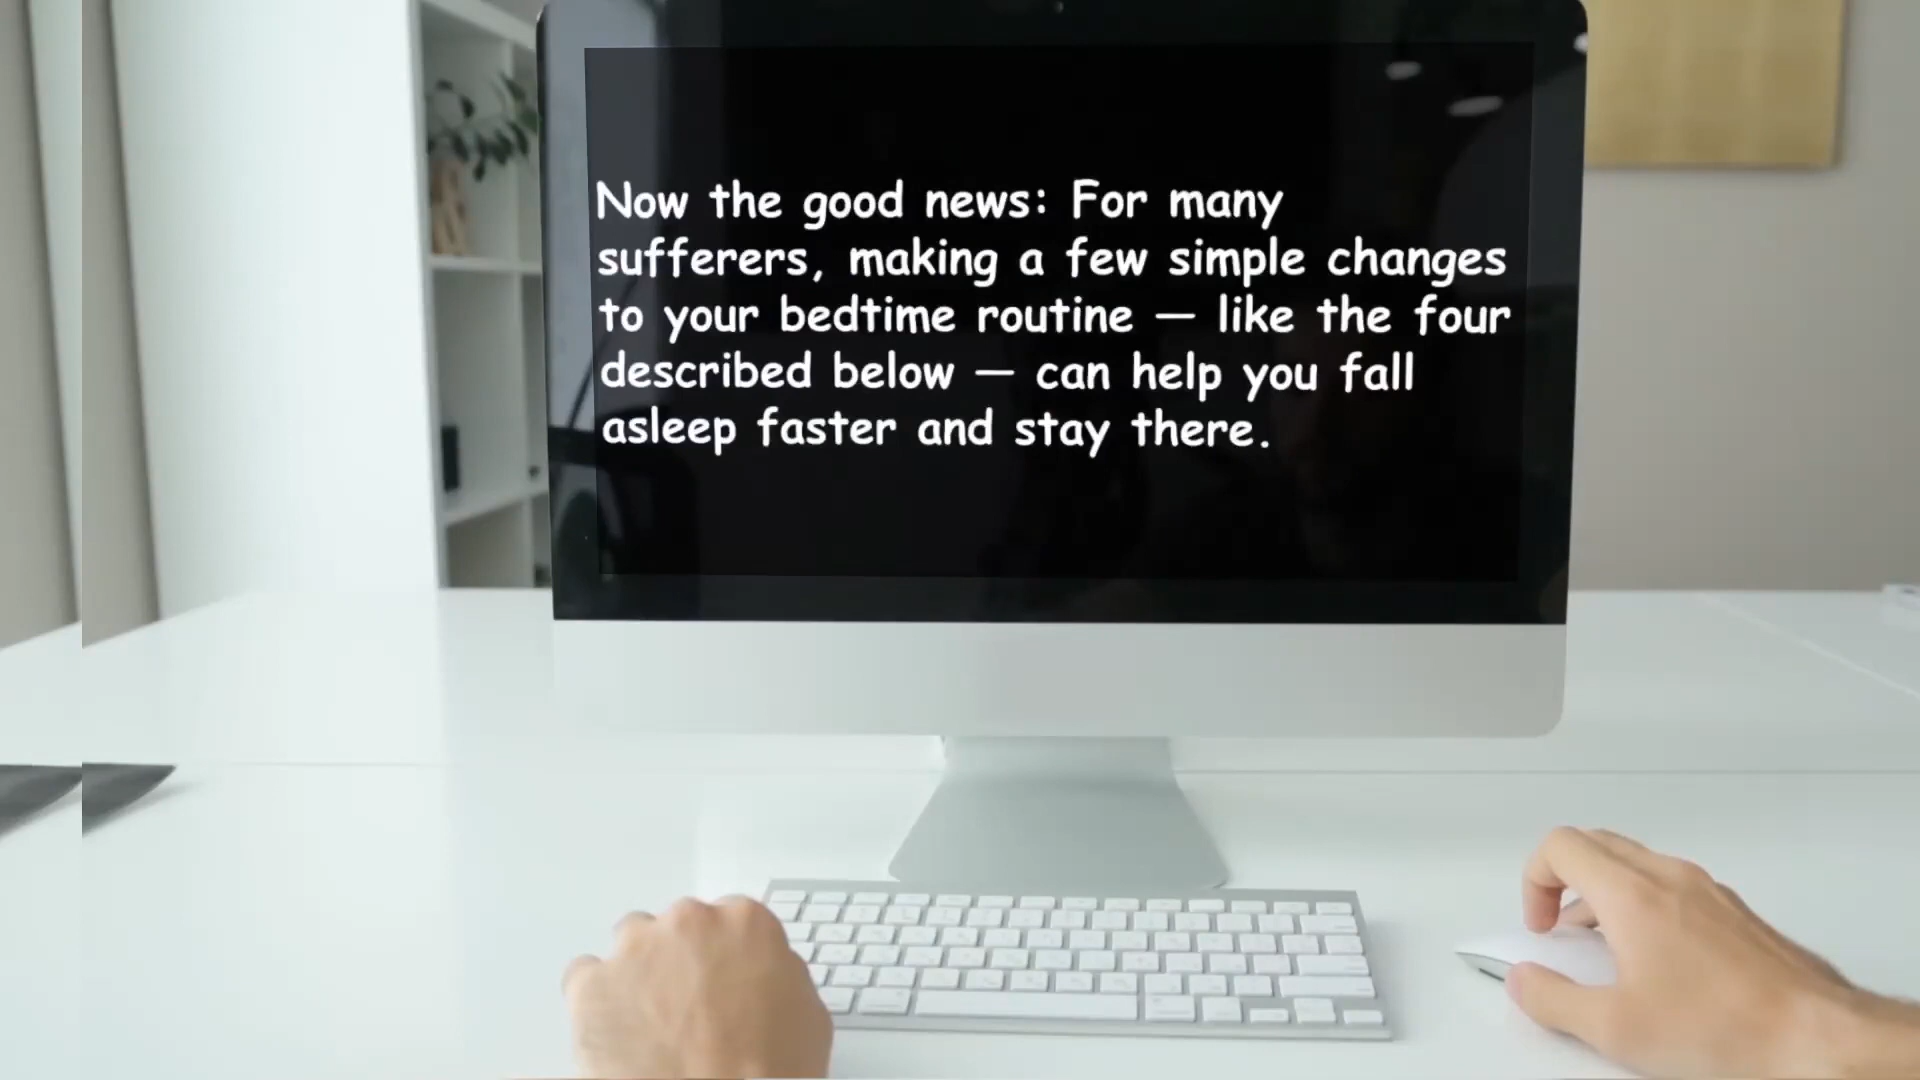 Now the good news: For many
sufferers, making a few simple changes
to your bedtime routine — like the four
described below — can help you fall
asleep faster and stay there.